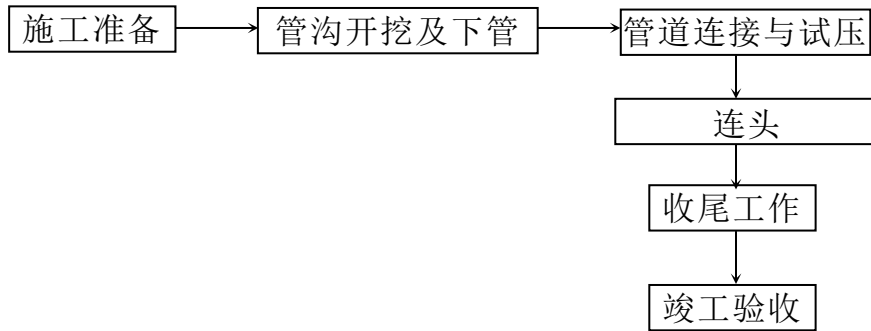 施工准备
管沟开挖及下管
管道连接与试压
连头
收尾工作
竣工验收